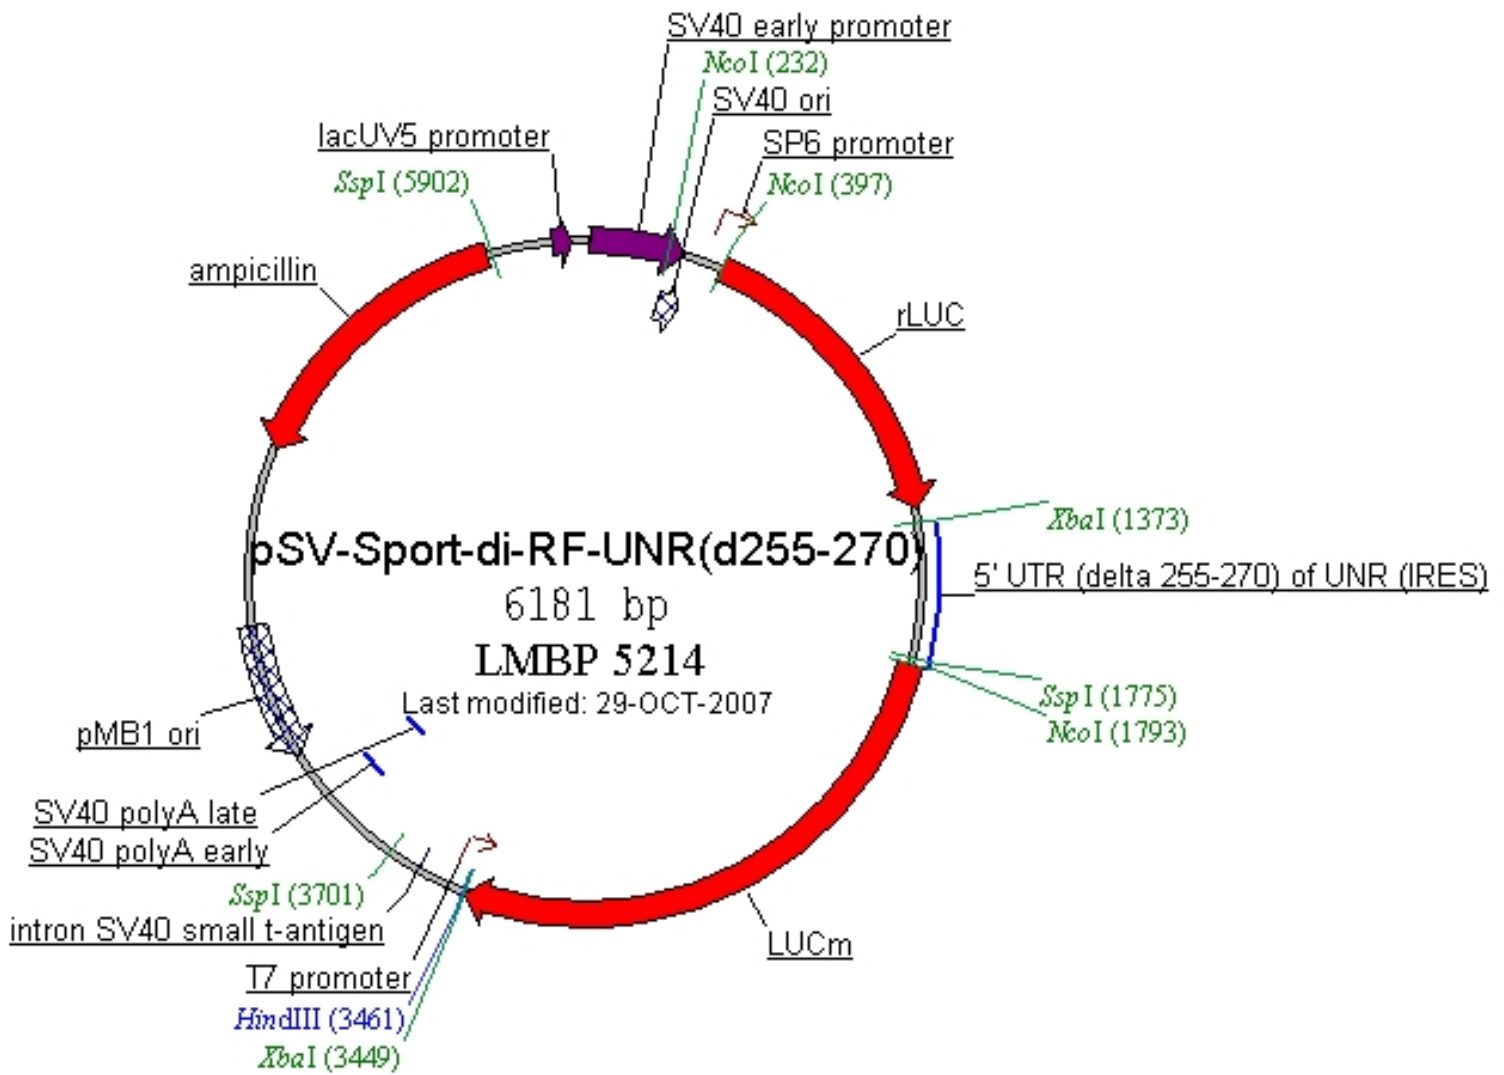 SV40 early promoter
NcoI (232)
SV40 ori
lacUV5 promoter
SP6 promoter
SspI (5902)
NcoI (397)
ampicillin
rLUC
XbaI (1373)
pSV-Sport-di-RF-UNR(d255-270)
5' UTR (delta 255-270) of UNR (IRES)
6181 bp
LMBP 5214
Last modified: 29-OCT-2007
SspI (1775)
NcoI (1793)
pMB1 ori
SV40 polyA late
SV40 polyA early
SspI (3701)
intron SV40 small t-antigen
LUCm
T7 promoter
HindIII (3461)
XbaI (3449)